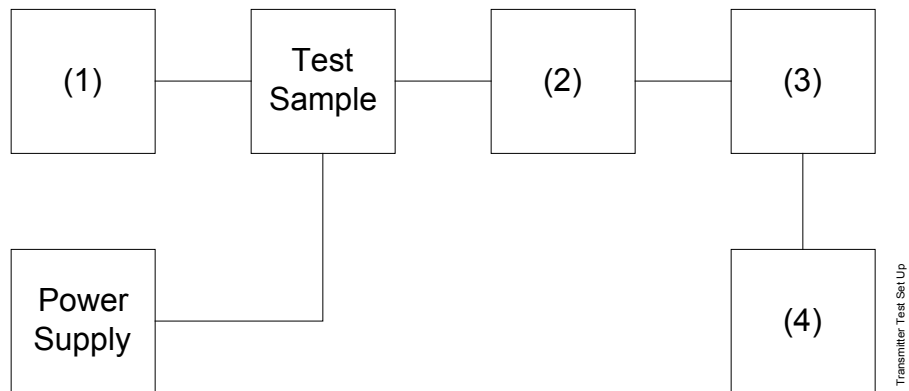 (1)
Test
Sample
(2)
(3)
Power
Supply
(4)
Transmitter Test Set Up